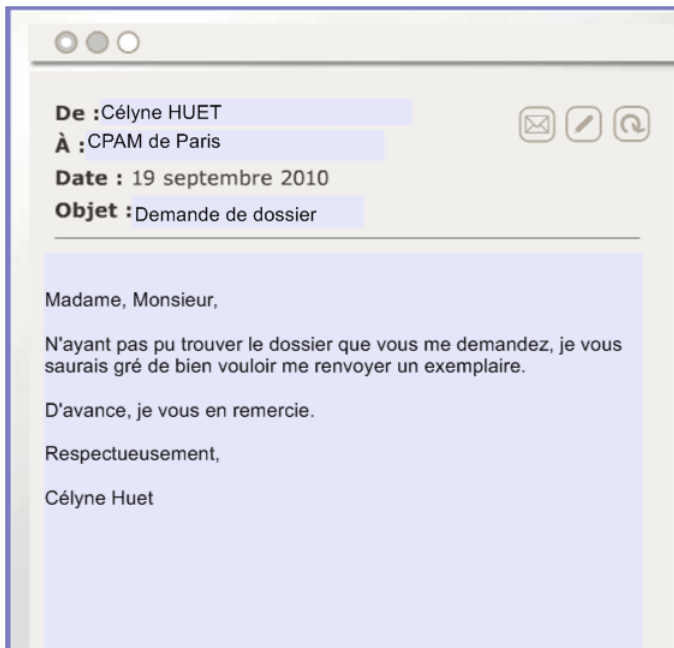 De : Célyne HUET
À : CPAM de Paris
Date : 19 septembre 2010
Objet : Demande de dossier
Madame, Monsieur,
N'ayant pas pu trouver le dossier que vous me demandez, je vous
saurais gré de bien vouloir me renvoyer un exemplaire.
D'avance, je vous en remercie.
Respectueusement,
Célyne Huet